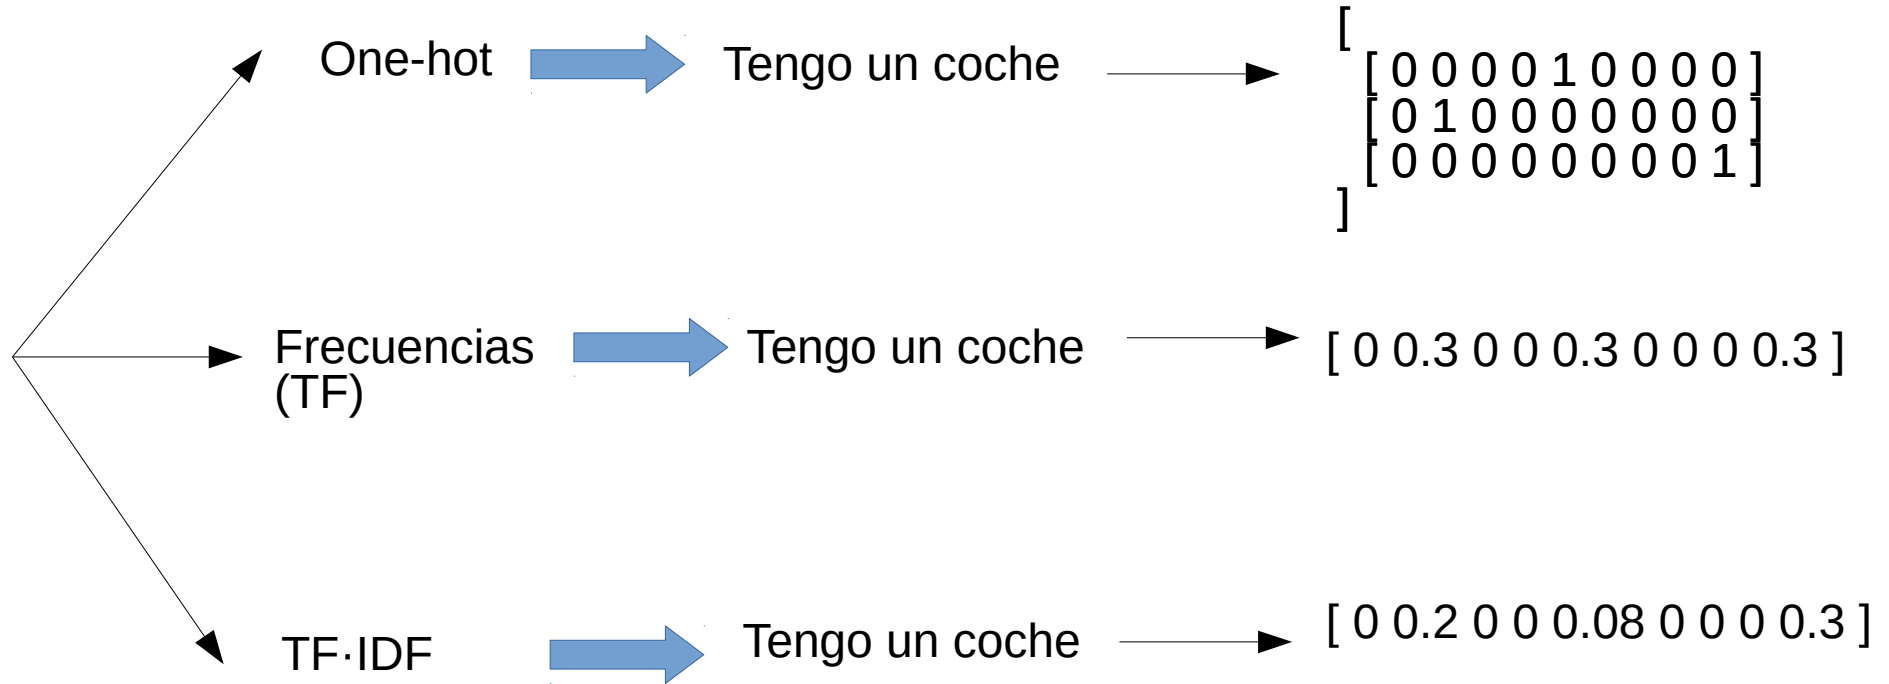 One-hot
Tengo un coche
[
[ 0 0 0 0 1 0 0 0 0 ]
[ 0 1 0 0 0 0 0 0 0 ]
[ 0 0 0 0 0 0 0 0 1 ]
]
Frecuencias
(TF)
Tengo un coche
[ 0 0.3 0 0 0.3 0 0 0 0.3 ]
TF·IDF
Tengo un coche
[ 0 0.2 0 0 0.08 0 0 0 0.3 ]